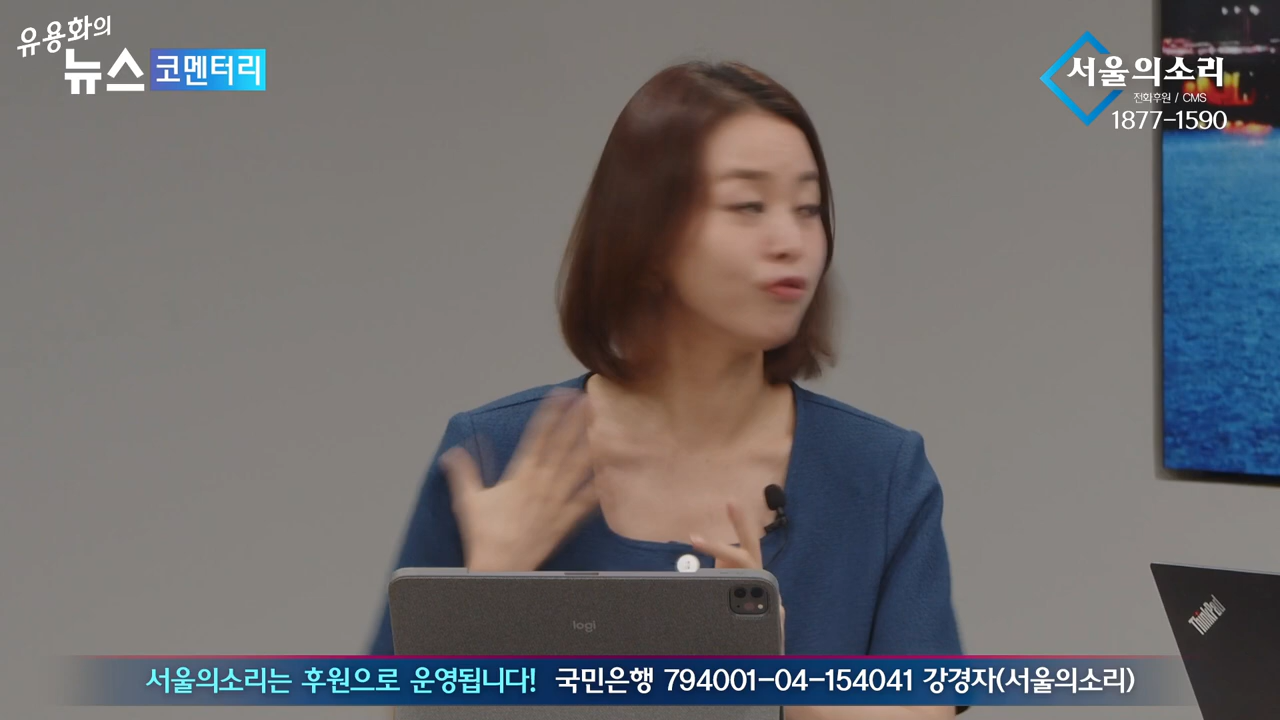 유용화의
뉴스 코멘터리
서울의소리
전화후원 / CMS
1877-1590
logi
ThinkPad
서울의소리는 후원으로 운영됩니다! 국민은행 794001-04-154041 강경자(서울의소리)